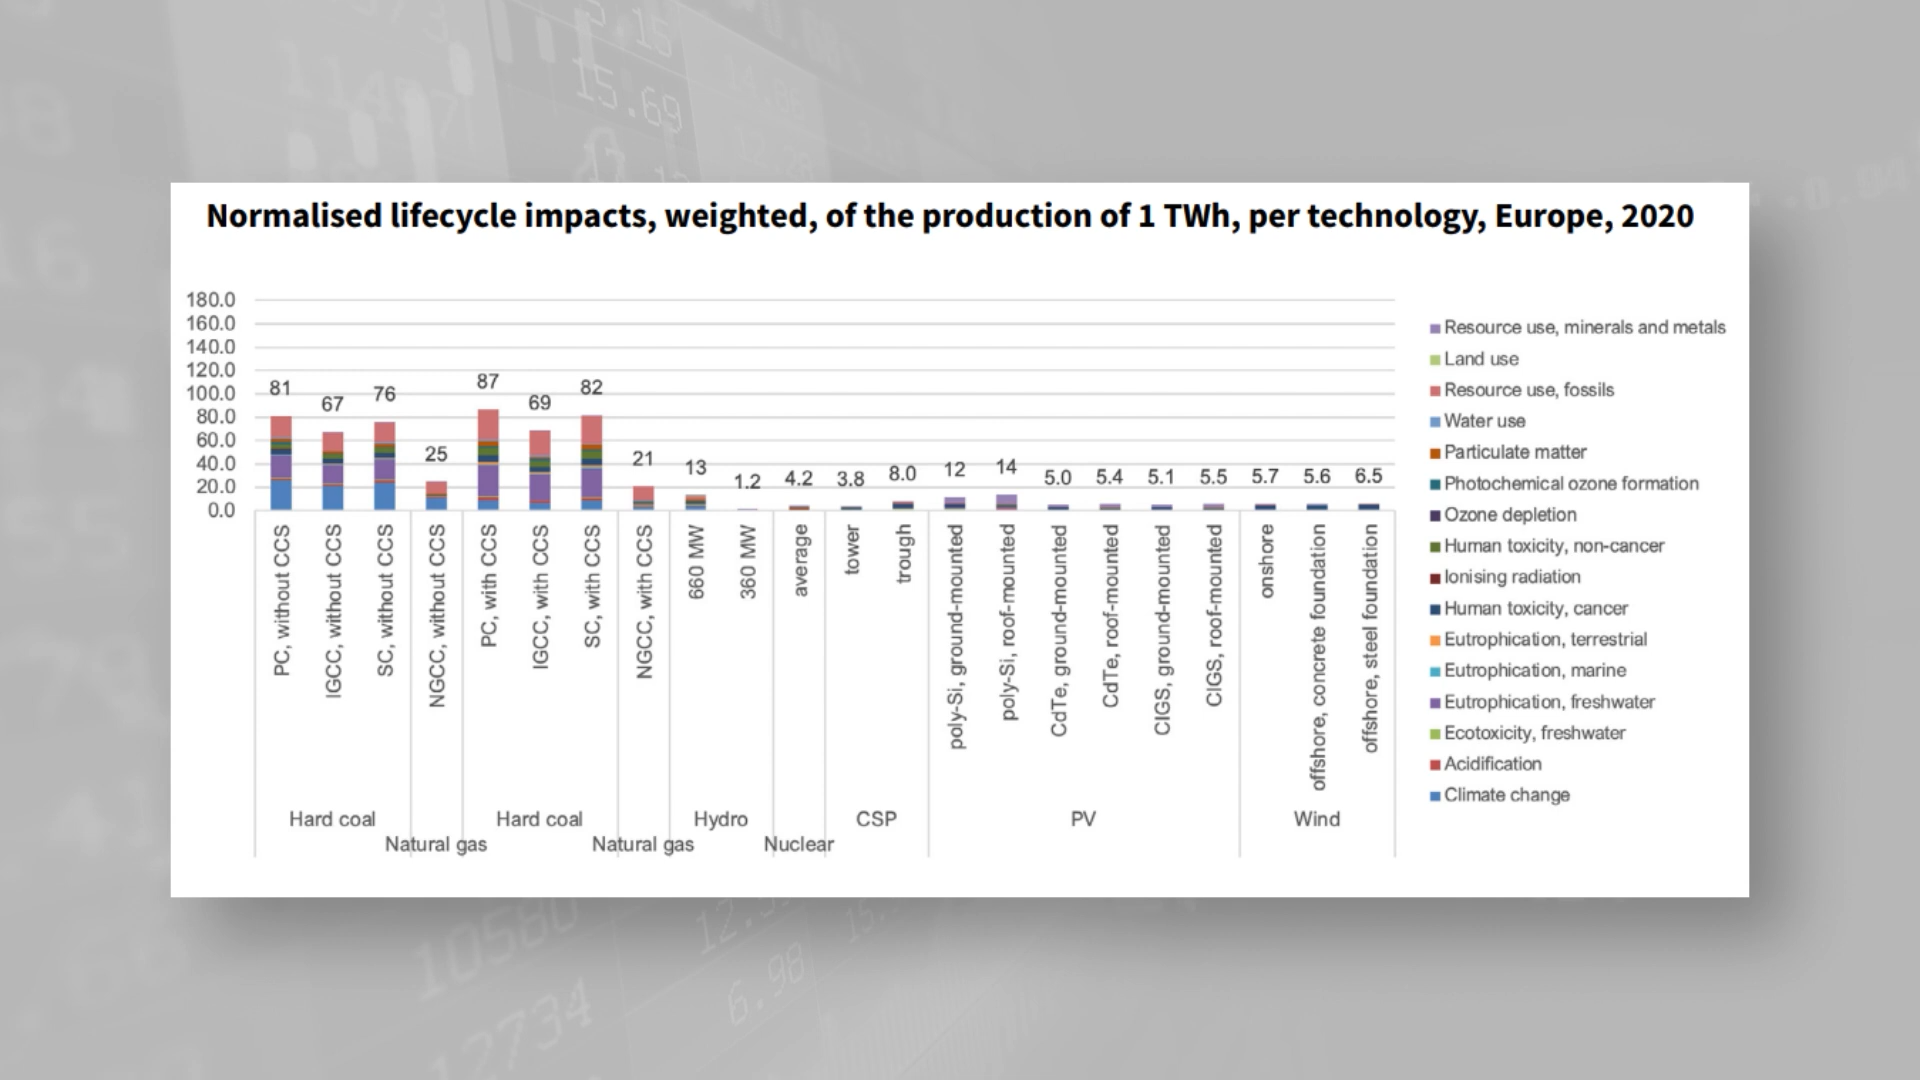 Normalised lifecycle impacts, weighted, of the production of 1 TWh, per technology, Europe, 2020
180.0
160.0
140.0
120.0
100.0
80.0
60.0
40.0
20.0
0.0
81
67
76
25
87
69
82
21
13
1.2
4.2
3.8
8.0
12
14
5.0
5.4
5.1
5.5
5.7
5.6
6.5
PC, without CCS
IGCC, without CCS
SC, without CCS
NGCC, without CCS
PC, with CCS
IGCC, with CCS
SC, with CCS
NGCC, with CCS
660 MW
360 MW
average
tower
trough
poly-Si, ground-mounted
poly-Si, roof-mounted
CdTe, ground-mounted
CdTe, roof-mounted
CIGS, ground-mounted
CIGS, roof-mounted
onshore
offshore, concrete foundation
offshore, steel foundation
Hard coal
Natural gas
Hard coal
Natural gas
Hydro
Nuclear
CSP
PV
Wind
Resource use, minerals and metals
Land use
Resource use, fossils
Water use
Particulate matter
Photochemical ozone formation
Ozone depletion
Human toxicity, non-cancer
Ionising radiation
Human toxicity, cancer
Eutrophication, terrestrial
Eutrophication, marine
Eutrophication, freshwater
Ecotoxicity, freshwater
Acidification
Climate change
15.69
10580
12734
6.98